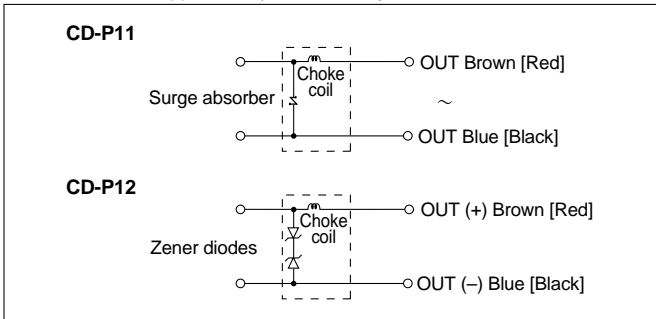 CD-P11
Choke
coil
OUT Brown [Red]
Surge absorber
~
OUT Blue [Black]
CD-P12
Choke
coil
OUT (+) Brown [Red]
Zener diodes
OUT (–) Blue [Black]